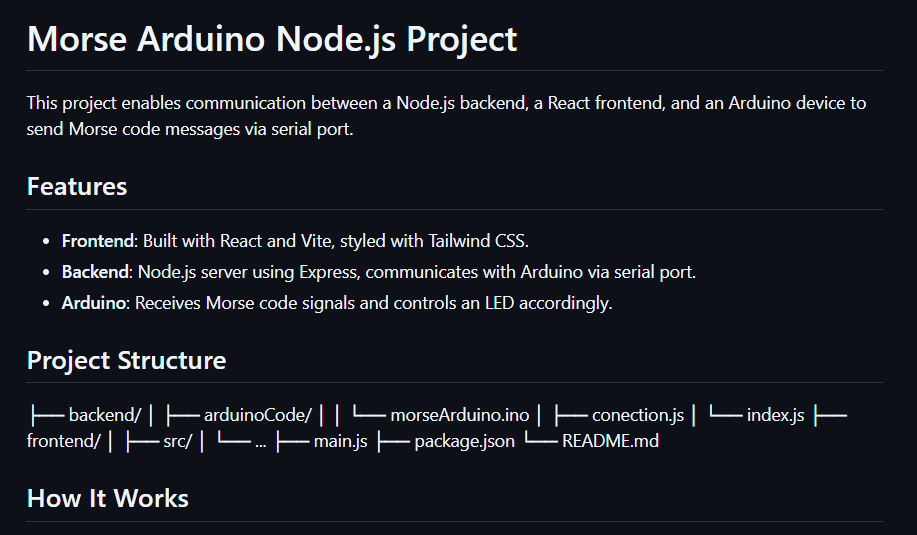 Morse Arduino Node.js Project
This project enables communication between a Node.js backend, a React frontend, and an Arduino device to
send Morse code messages via serial port.
Features
• Frontend: Built with React and Vite, styled with Tailwind CSS.
• Backend: Node.js server using Express, communicates with Arduino via serial port.
• Arduino: Receives Morse code signals and controls an LED accordingly.
Project Structure
├── backend/ │ ├── arduinoCode/ │ │ └── morseArduino.ino │ ├── conection.js │ └── index.js ├──
frontend/ │ ├── src/ │ └── ... ├── main.js ├── package.json └── README.md
How It Works